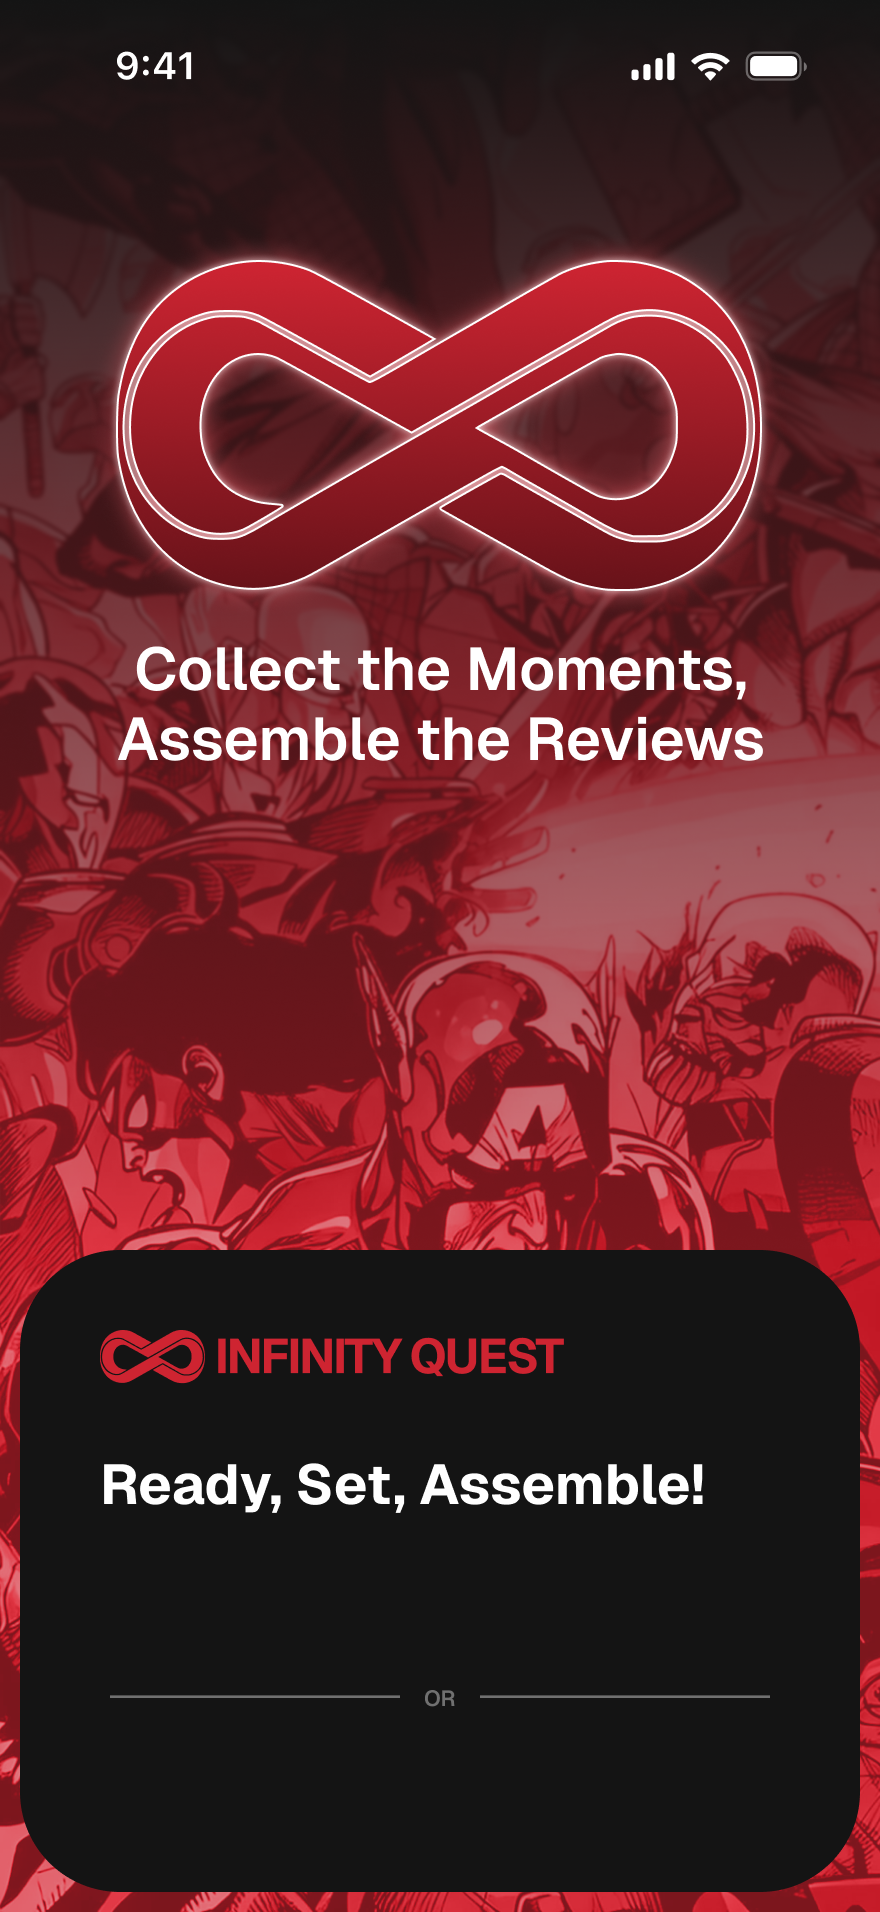 9:41
Collect the Moments,
Assemble the Reviews
INFINITY QUEST
Ready, Set, Assemble!
OR